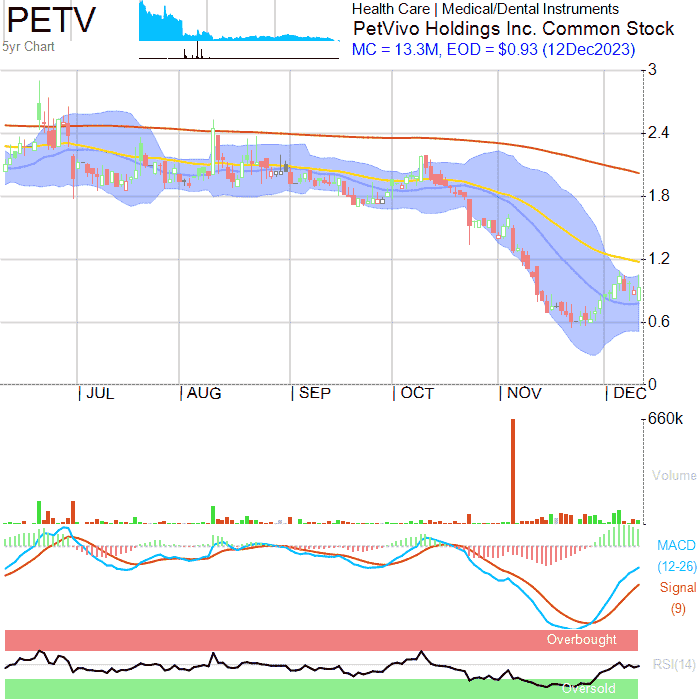 PETV
5yr Chart
Health Care | Medical/Dental Instruments
PetVivo Holdings Inc. Common Stock
MC = 13.3M, EOD = $0.93 (12Dec2023)
3
2.4
1.8
1.2
0.6
0
JUL
AUG
SEP
OCT
NOV
DEC
660k
Volume
MACD
(12-26)
Signal
(9)
Overbought
RSI(14)
Oversold